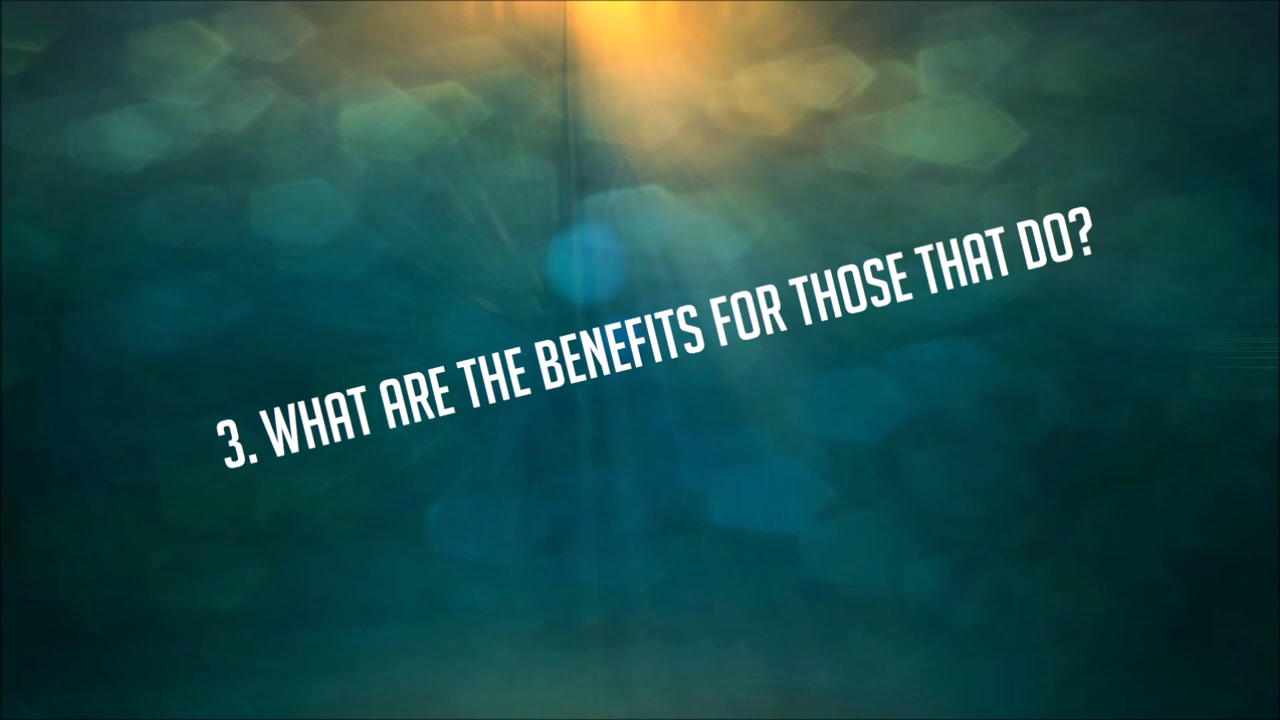 3. WHAT ARE THE BENEFITS FOR THOSE THAT DO?